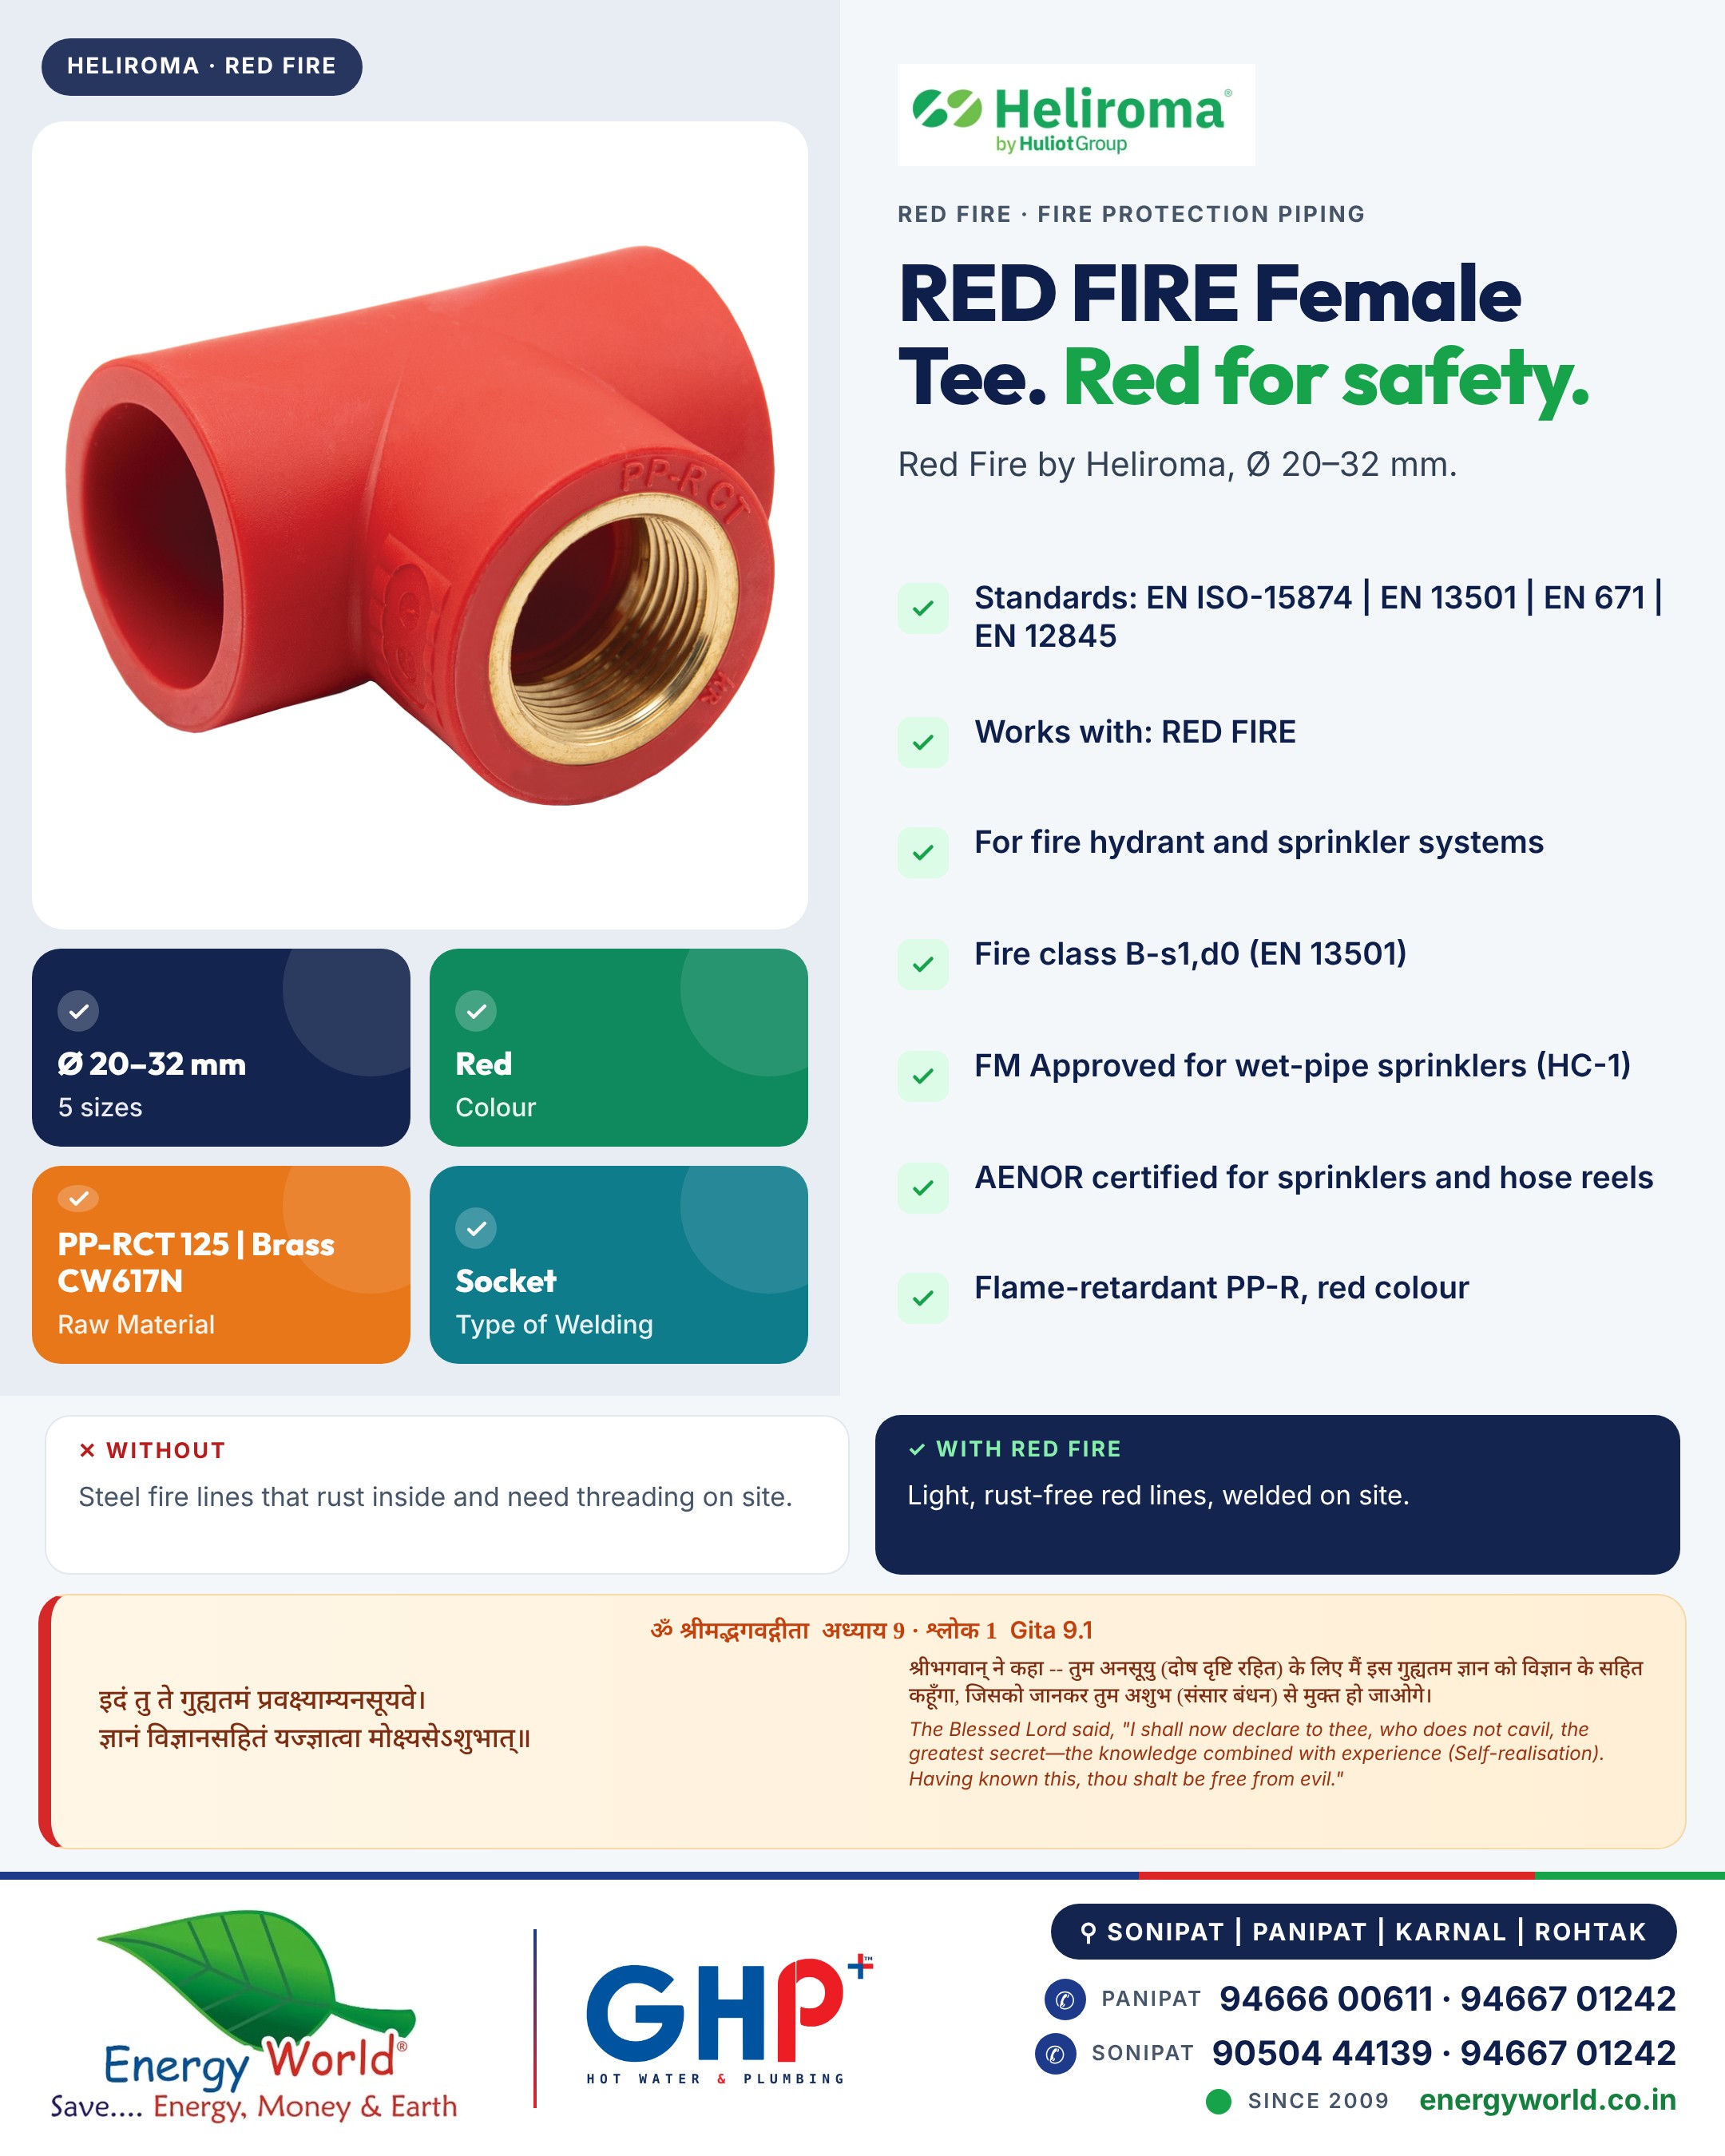 HELIROMA · RED FIRE
PP-R CT
Heliroma®
by HuliotGroup
RED FIRE · FIRE PROTECTION PIPING
RED FIRE Female
Tee. Red for safety.
Red Fire by Heliroma, Ø 20–32 mm.
Standards: EN ISO-15874 | EN 13501 | EN 671 |
EN 12845
Works with: RED FIRE
For fire hydrant and sprinkler systems
Fire class B-s1,d0 (EN 13501)
FM Approved for wet-pipe sprinklers (HC-1)
AENOR certified for sprinklers and hose reels
Flame-retardant PP-R, red colour
Ø 20–32 mm
5 sizes
Red
Colour
PP-RCT 125 | Brass
CW617N
Raw Material
Socket
Type of Welding
✕ WITHOUT
Steel fire lines that rust inside and need threading on site.
✓ WITH RED FIRE
Light, rust-free red lines, welded on site.
ॐ श्रीमद्भगवद्गीता अध्याय 9 · श्लोक 1 Gita 9.1
इदं तु ते गुह्यतमं प्रवक्ष्याम्यनसूयवे।
ज्ञानं विज्ञानसहितं यज्ज्ञात्वा मोक्ष्यसेऽशुभात्॥
श्रीभगवान् ने कहा -- तुम अनसूयु (दोष दृष्टि रहित) के लिए मैं इस गुह्यतम ज्ञान को विज्ञान के सहित
कहूँगा, जिसको जानकर तुम अशुभ (संसार बंधन) से मुक्त हो जाओगे।
The Blessed Lord said, "I shall now declare to thee, who does not cavil, the
greatest secret—the knowledge combined with experience (Self-realisation).
Having known this, thou shalt be free from evil."
Energy World®
Save.... Energy, Money & Earth
GHP+™
HOT WATER & PLUMBING
SONIPAT | PANIPAT | KARNAL | ROHTAK
PANIPAT 94666 00611 · 94667 01242
SONIPAT 90504 44139 · 94667 01242
SINCE 2009 energyworld.co.in